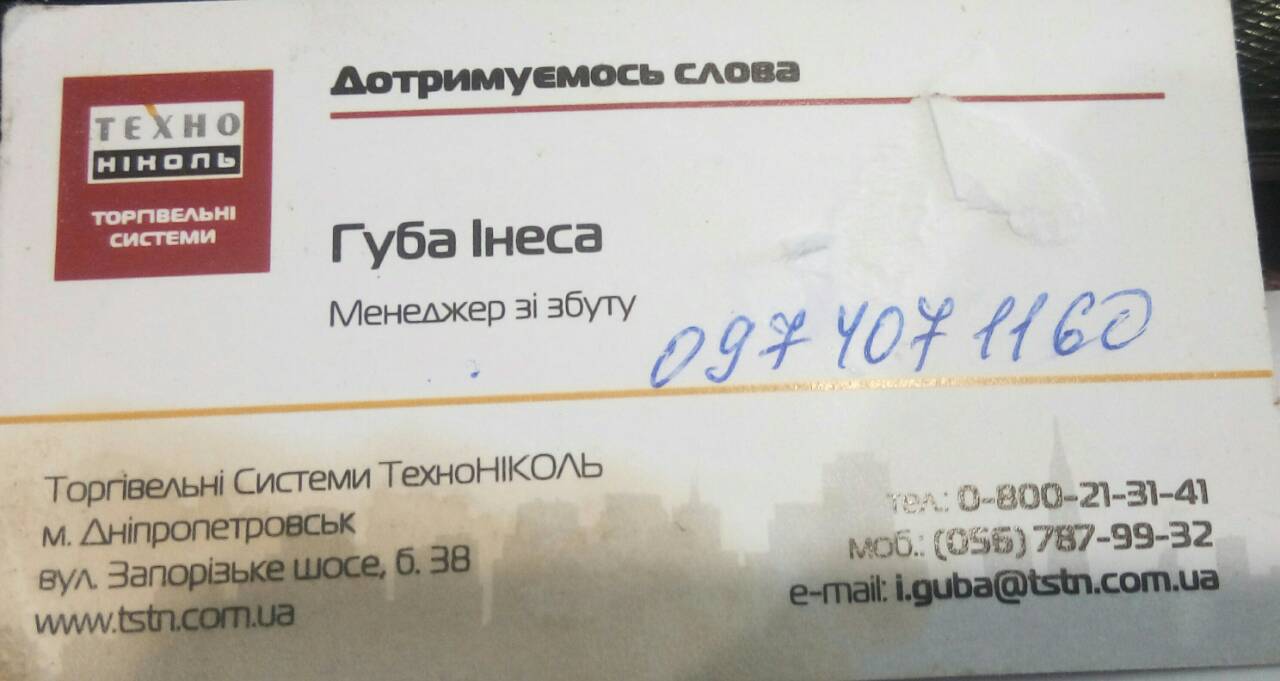 Дотримуємось слова
ТЕХНО
НІКОЛЬ
ТОРГІВЕЛЬНІ
СИСТЕМИ
Губа Інеса
Менеджер зі збуту
097 407 1160
Торгівельні Системи ТехноНІКОЛЬ
м. Дніпропетровськ
вул. Запорізьке шосе, б. 38
www.tstn.com.ua
тел.: 0-800-21-31-41
моб.: (056) 787-99-32
e-mail: i.guba@tstn.com.ua